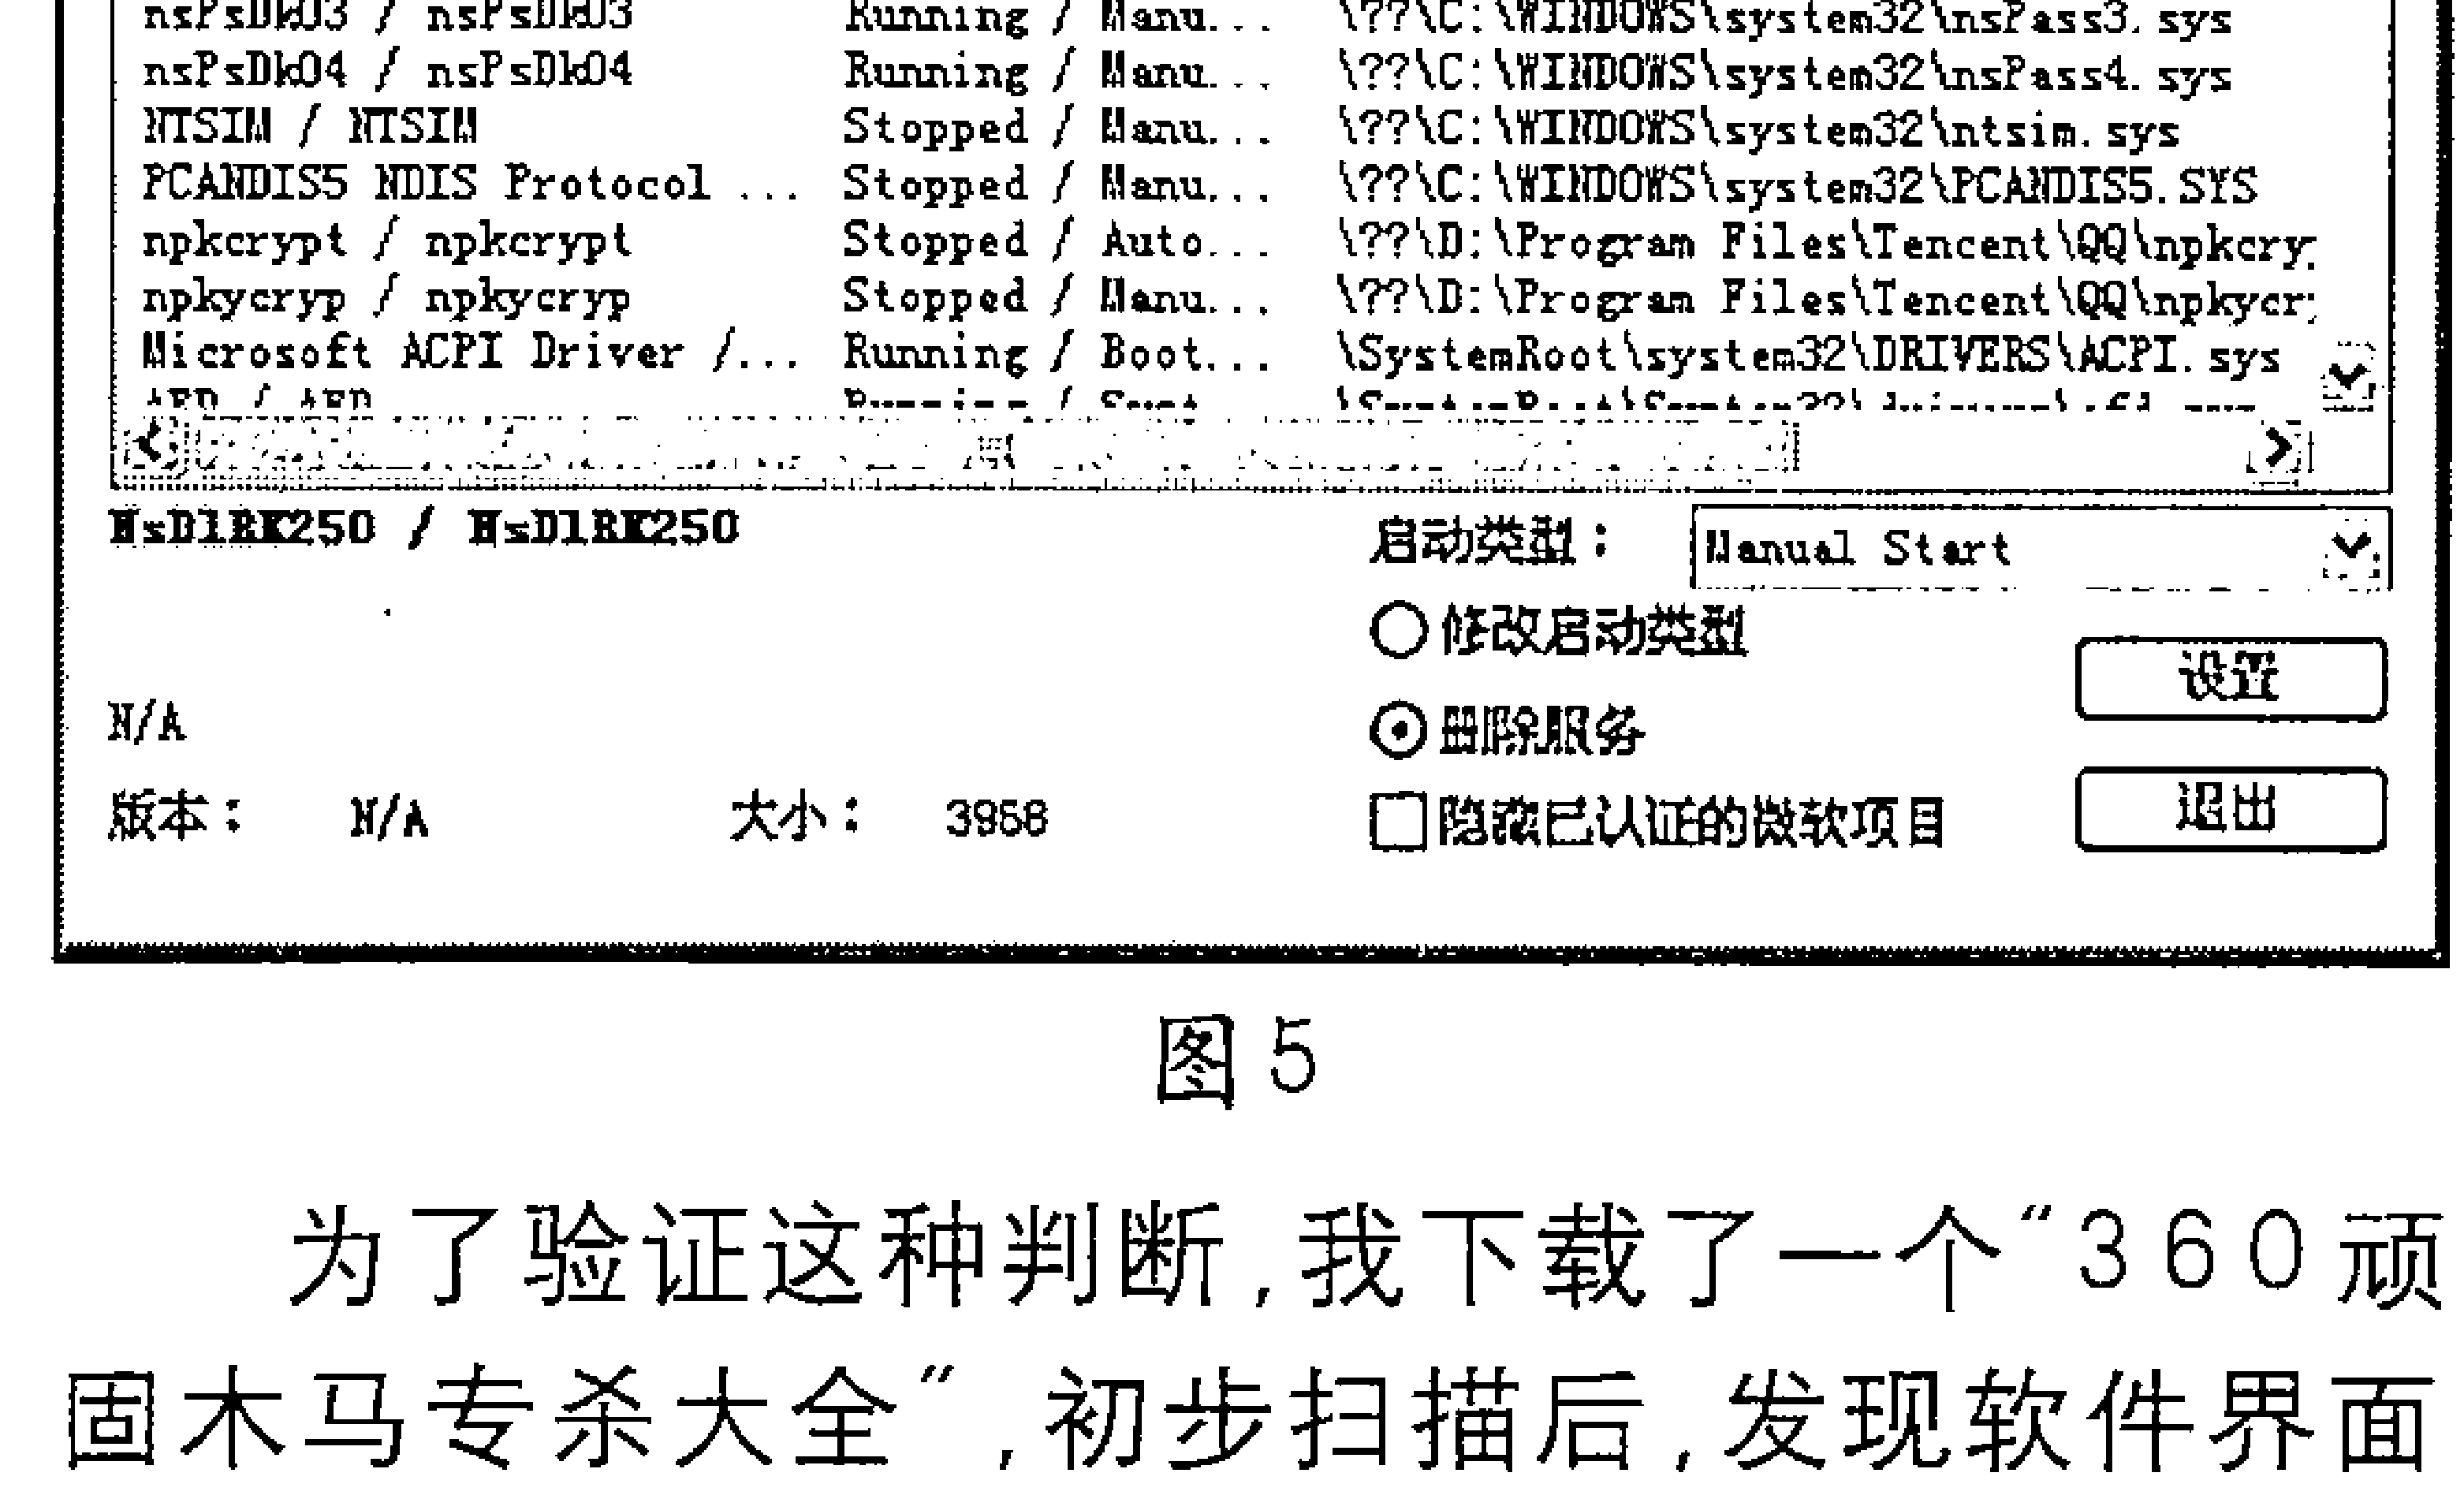 nsPsDk03 / nsPsDk03 Running / Manu... \??\C:\WINDOWS\system32\nsPass3.sys
nsPsDk04 / nsPsDk04 Running / Manu... \??\C:\WINDOWS\system32\nsPass4.sys
NTSIM / NTSIM Stopped / Manu... \??\C:\WINDOWS\system32\ntsim.sys
PCANDIS5 NDIS Protocol ... Stopped / Manu... \??\C:\WINDOWS\system32\PCANDIS5.SYS
npkcrypt / npkcrypt Stopped / Auto... \??\D:\Program Files\Tencent\QQ\npkcry
npkycryp / npkycryp Stopped / Manu... \??\D:\Program Files\Tencent\QQ\npkycr
Microsoft ACPI Driver /... Running / Boot... \SystemRoot\system32\DRIVERS\ACPI.sys
NsDlRK250 / NsDlRK250
启动类型： Manual Start
修改启动类型
设置
N/A
删除服务
版本： N/A 大小： 3968
隐藏已认证的微软项目
退出
图5
为了验证这种判断,我下载了一个“360顽
固木马专杀大全”,初步扫描后,发现软件界面